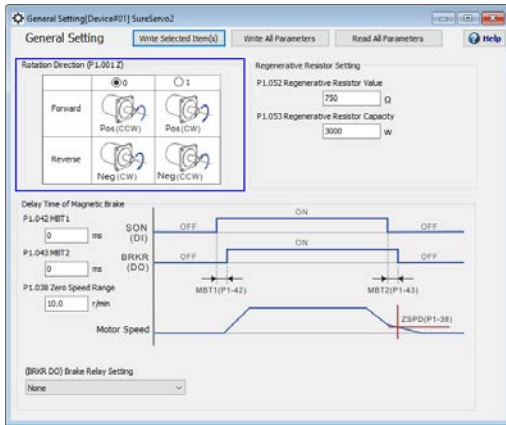 General Setting[Device#01] SureServo2
General Setting
Write Selected Item(s)
Write All Parameters
Read All Parameters
Help
Rotation Direction (P1.001 Z)
0
1
Forward
Pos(CCW)
Pos(CW)
Reverse
Neg(CW)
Neg(CCW)
Regenerative Resistor Setting
P1.052 Regenerative Resistor Value
750 Ω
P1.053 Regenerative Resistor Capacity
3000 W
Delay Time of Magnetic Brake
P1.042 MBT1
0 ms
P1.043 MBT2
0 ms
P1.038 Zero Speed Range
10.0 r/min
SON (DI)
OFF
ON
OFF
BRKR (DO)
OFF
ON
OFF
MBT1(P1-42)
MBT2(P1-43)
ZSPD(P1-38)
Motor Speed
(BRKR DO) Brake Relay Setting
None